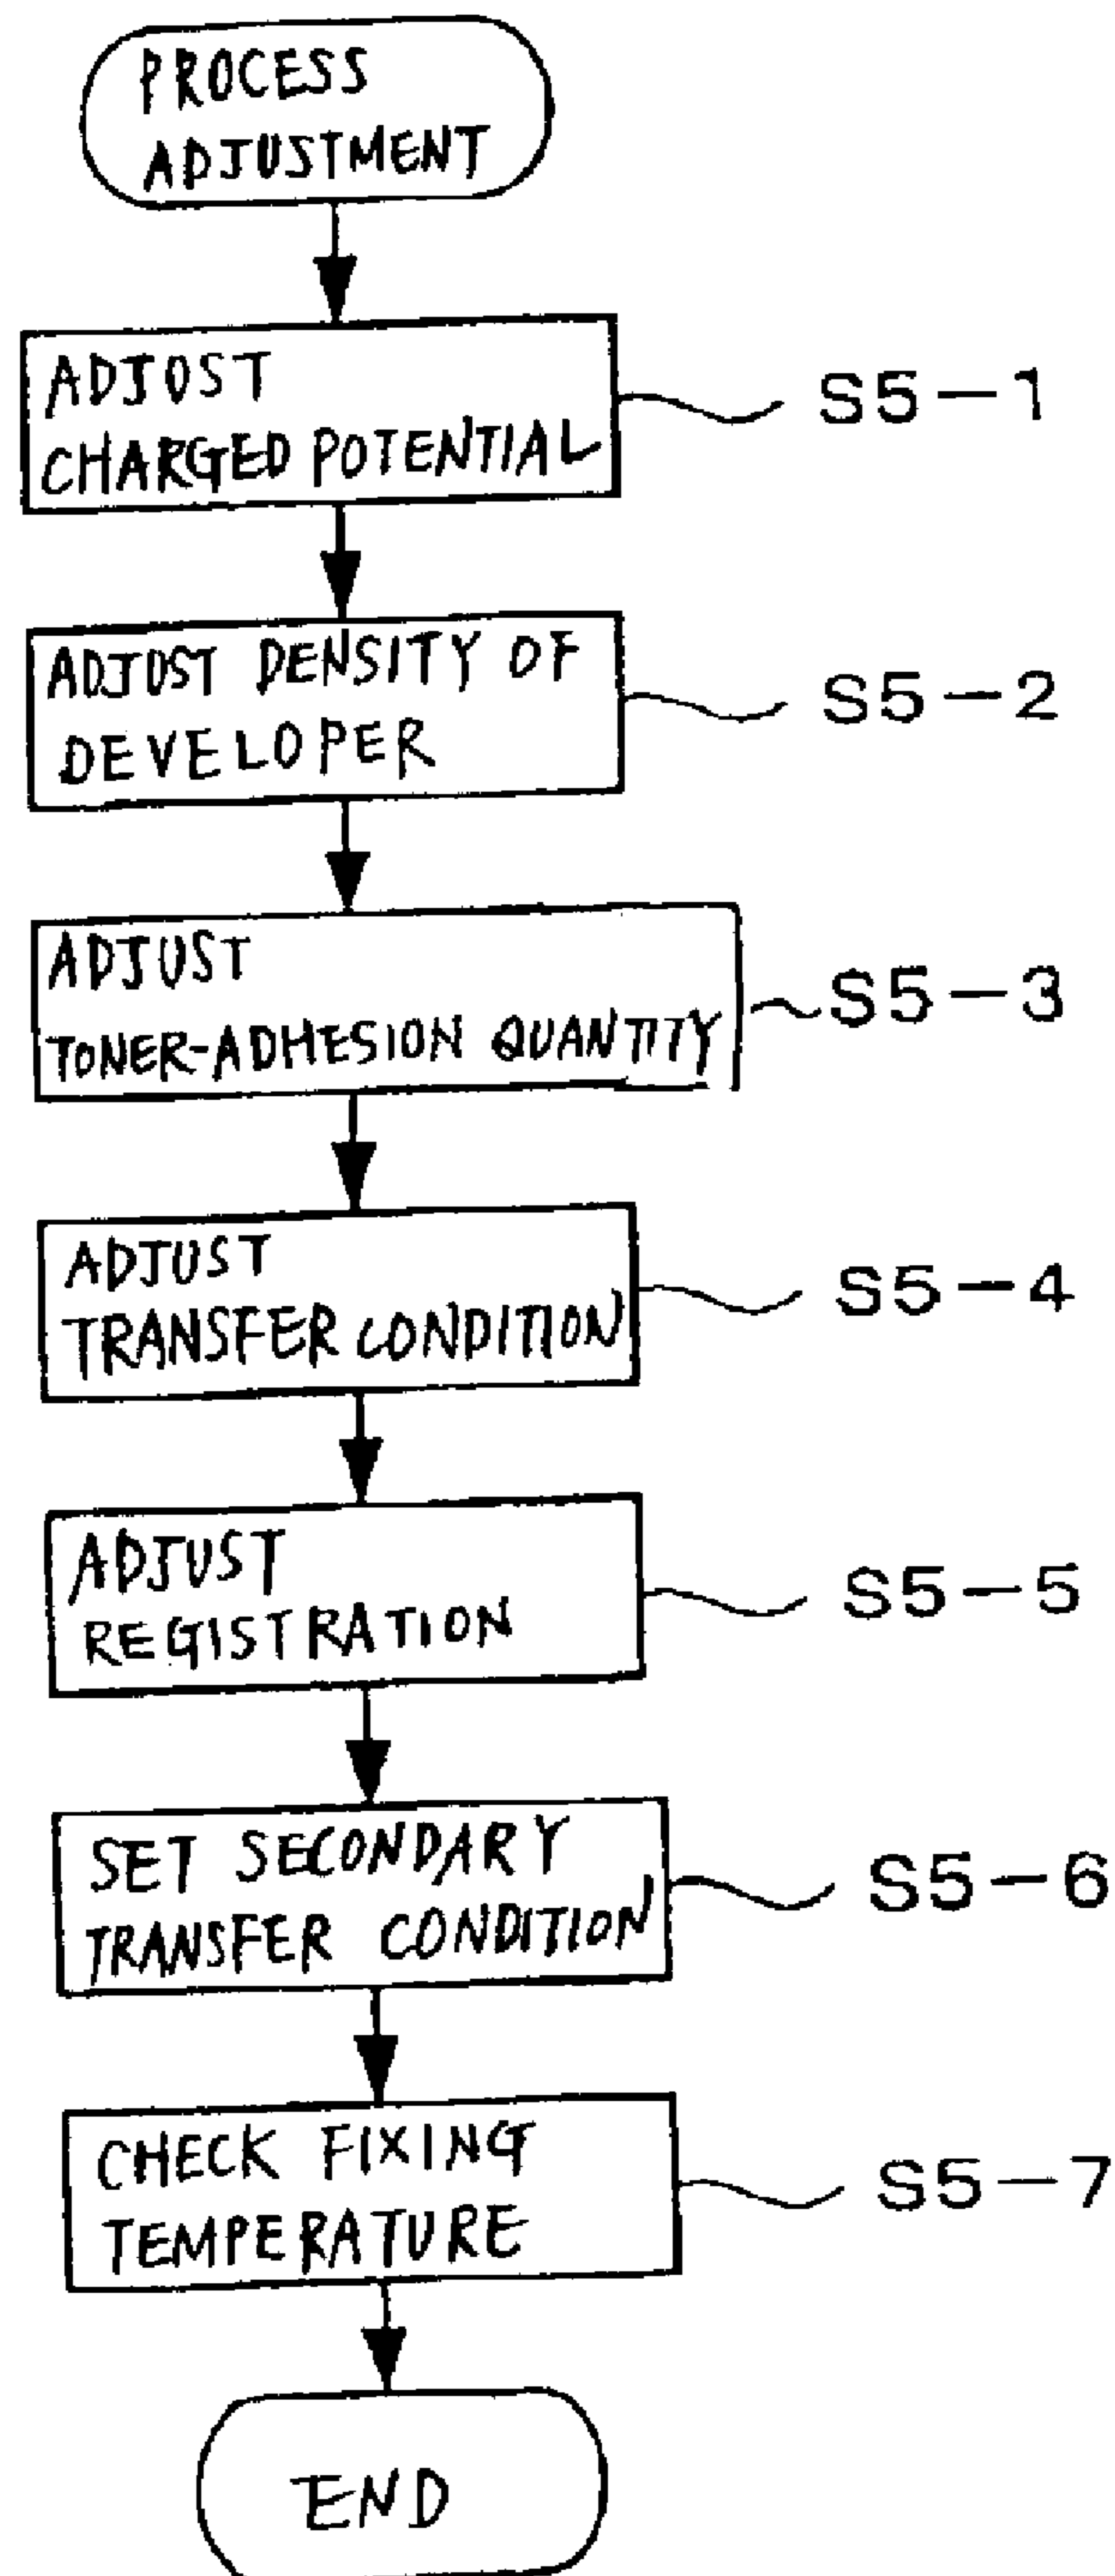 PROCESS
ADJUSTMENT
ADJUST
CHARGED POTENTIAL
S5-1
ADJUST DENSITY OF
DEVELOPER
S5-2
ADJUST
TONER-ADHESION QUANTITY
S5-3
ADJUST
TRANSFER CONDITION
S5-4
ADJUST
REGISTRATION
S5-5
SET SECONDARY
TRANSFER CONDITION
S5-6
CHECK FIXING
TEMPERATURE
S5-7
END